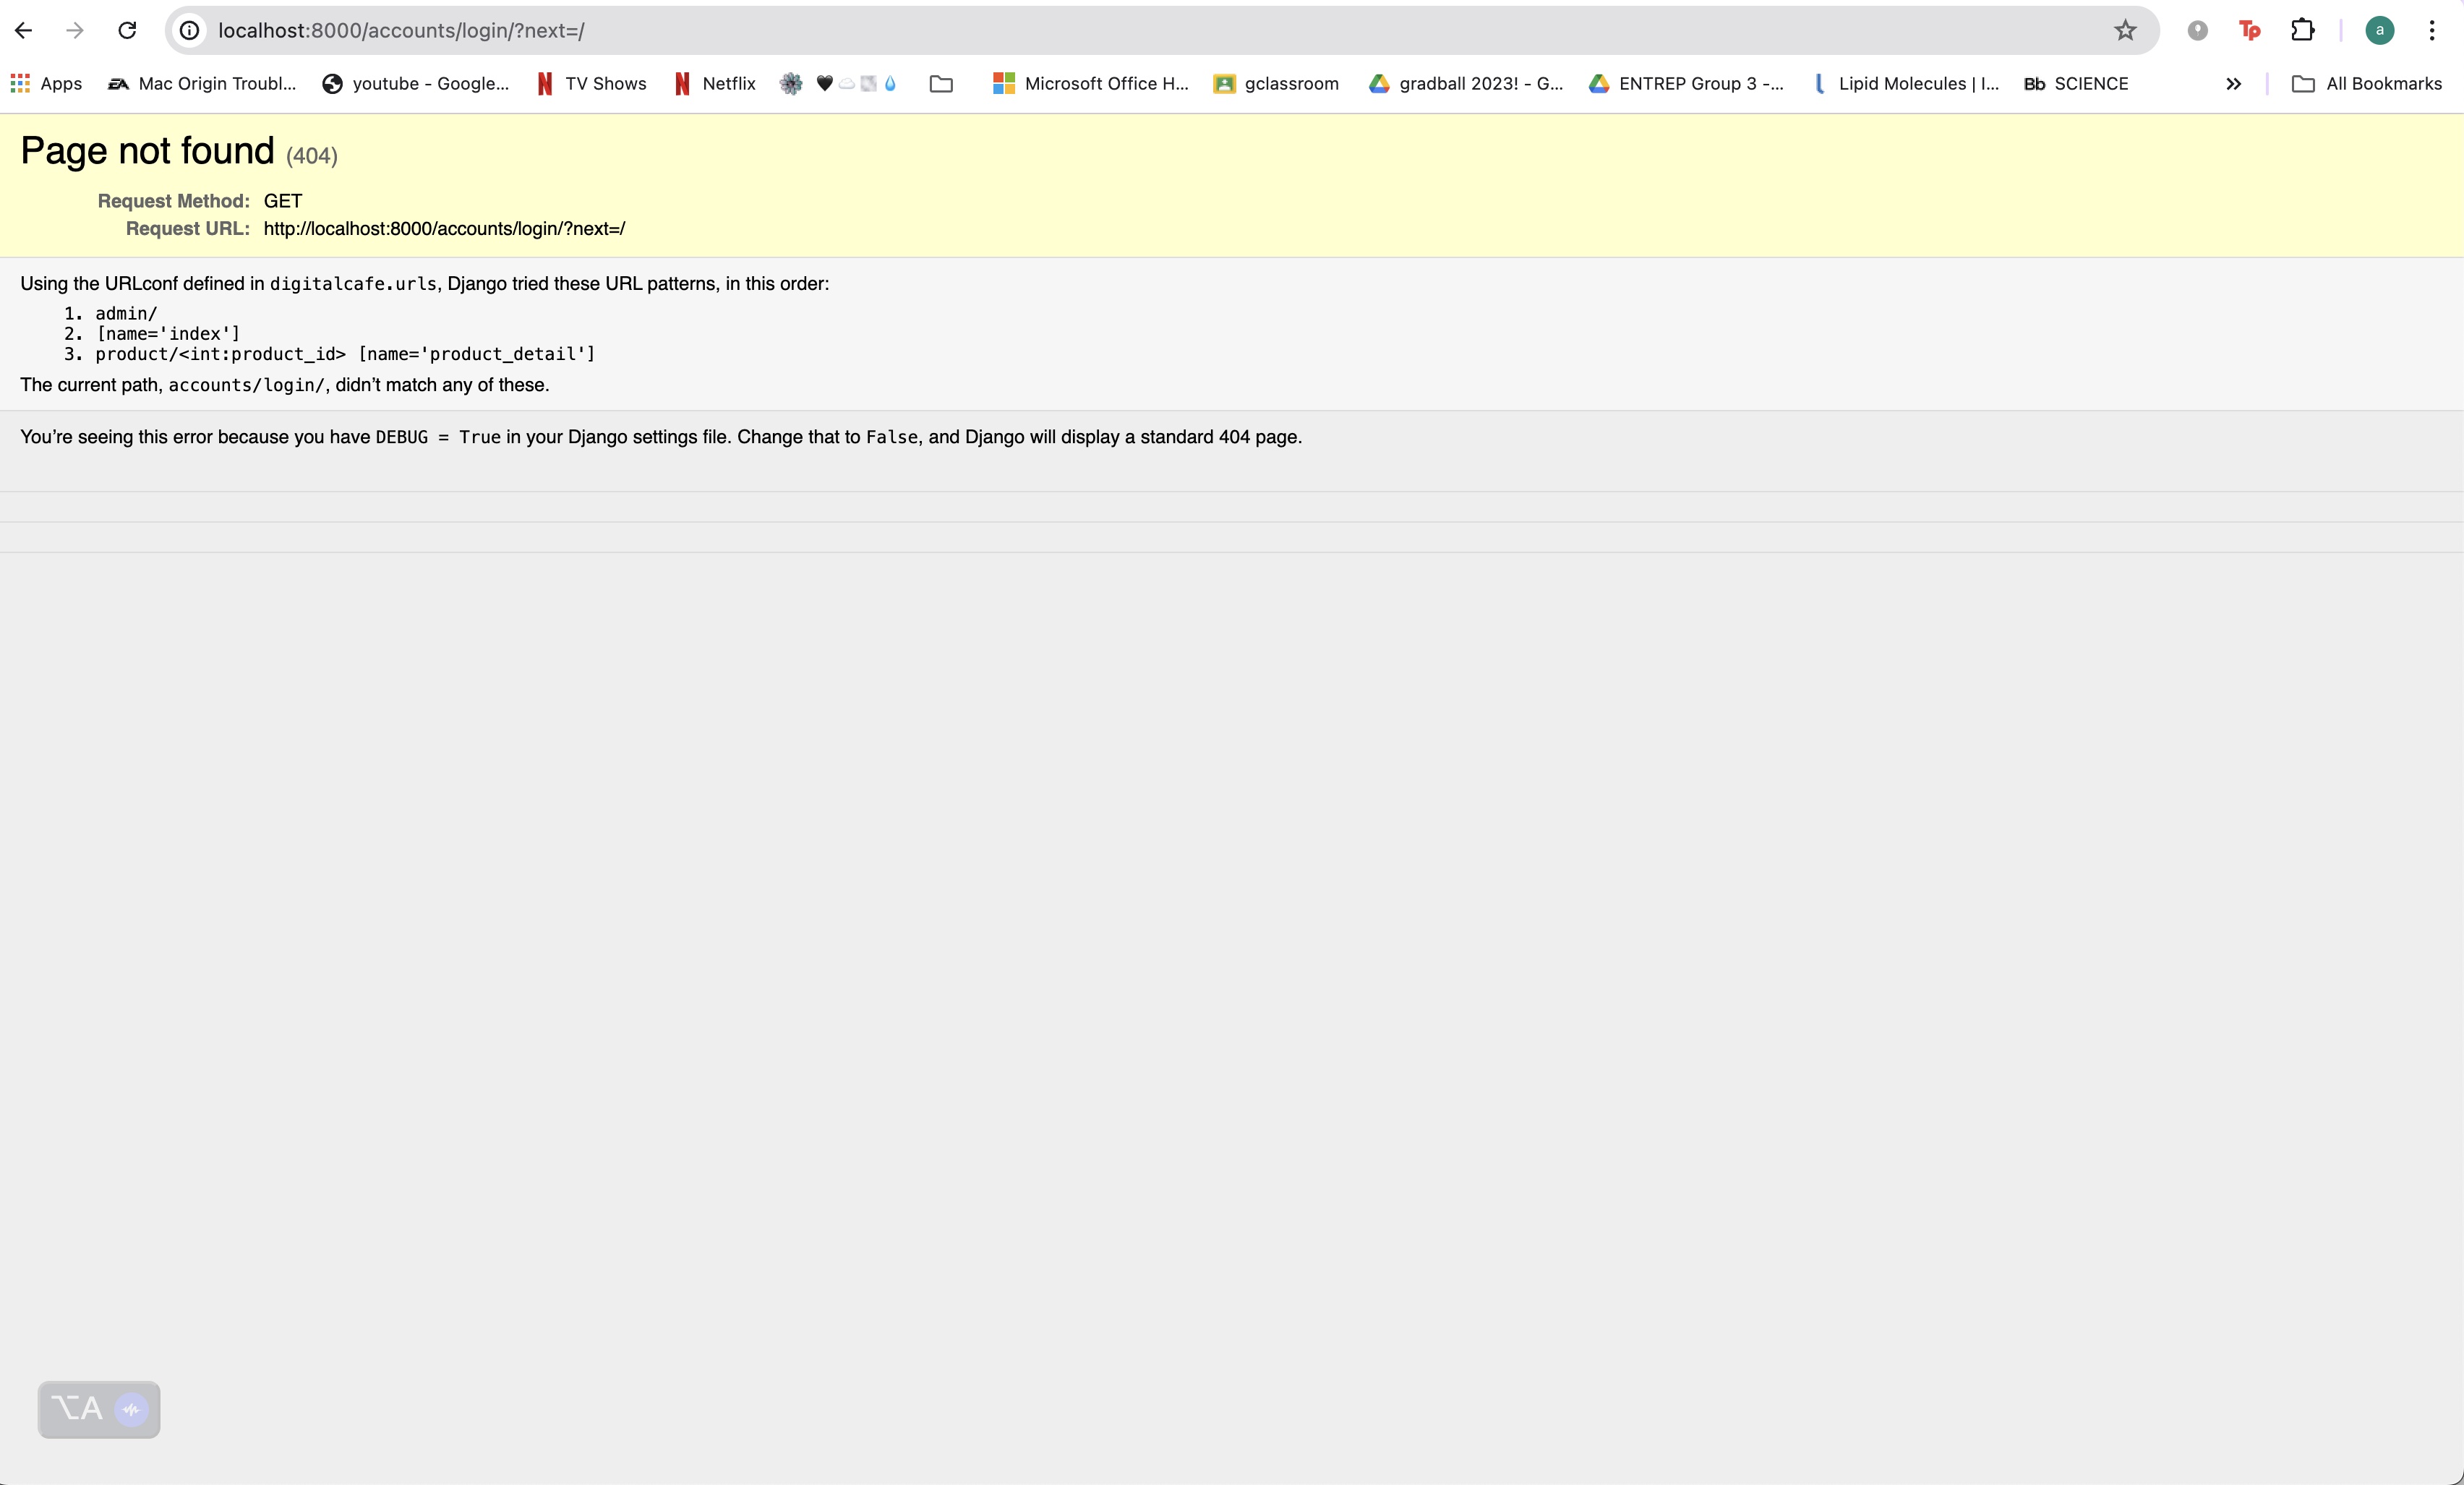 localhost:8000/accounts/login/?next=/
a
Apps
EA Mac Origin Troubl...
youtube - Google...
N TV Shows
N Netflix
Microsoft Office H...
gclassroom
gradball 2023! - G...
ENTREP Group 3 -...
Lipid Molecules | I...
Bb SCIENCE
All Bookmarks
Page not found (404)
Request Method: GET
Request URL: http://localhost:8000/accounts/login/?next=/
Using the URLconf defined in digitalcafe.urls, Django tried these URL patterns, in this order:
1. admin/
2. [name='index']
3. product/<int:product_id> [name='product_detail']
The current path, accounts/login/, didn’t match any of these.
You’re seeing this error because you have DEBUG = True in your Django settings file. Change that to False, and Django will display a standard 404 page.
⌥A